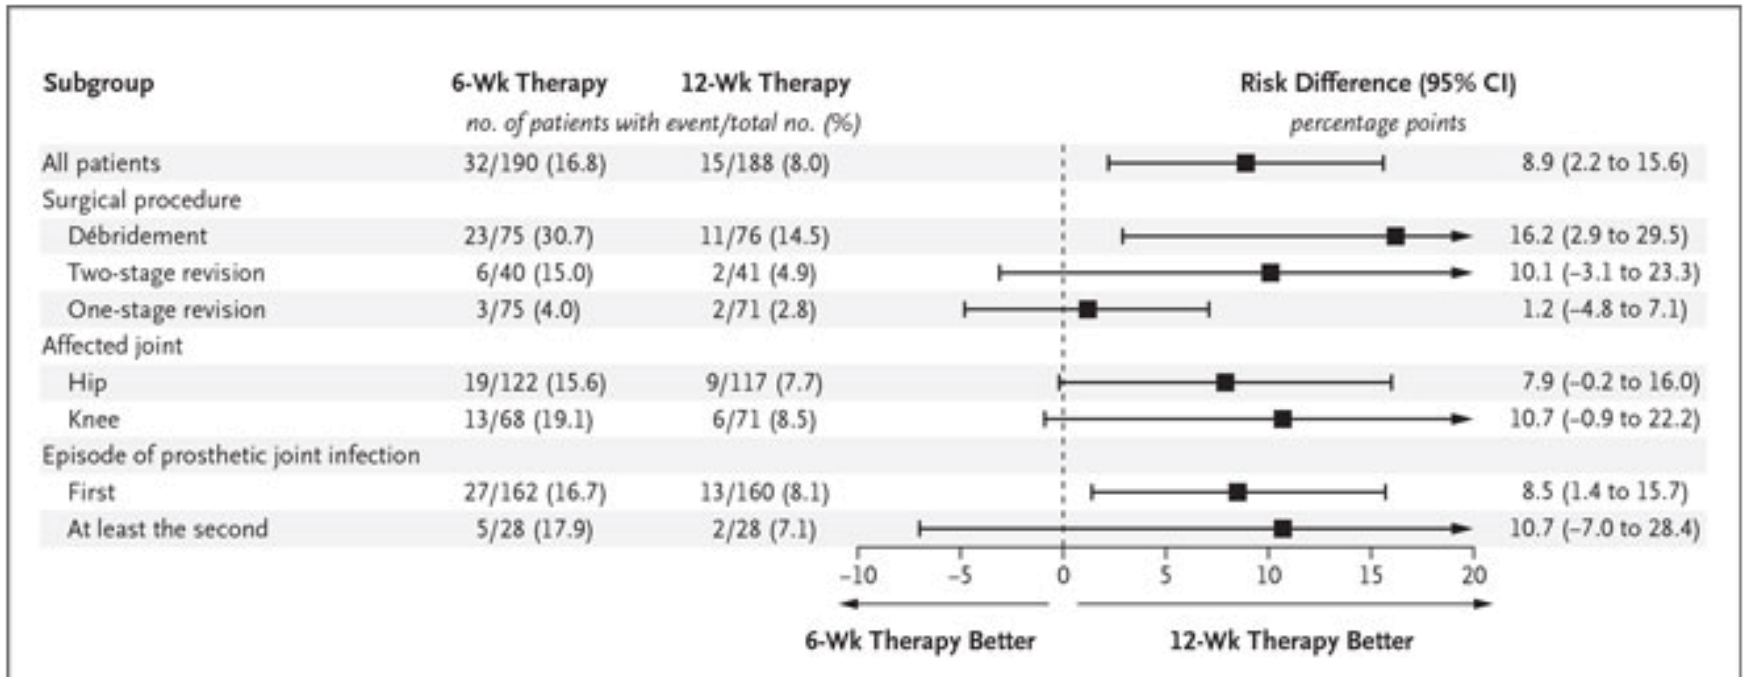 Subgroup 6-Wk Therapy 12-Wk Therapy Risk Difference (95% CI)
no. of patients with event/total no. (%) percentage points
All patients 32/190 (16.8) 15/188 (8.0) 8.9 (2.2 to 15.6)
Surgical procedure
Débridement 23/75 (30.7) 11/76 (14.5) 16.2 (2.9 to 29.5)
Two-stage revision 6/40 (15.0) 2/41 (4.9) 10.1 (–3.1 to 23.3)
One-stage revision 3/75 (4.0) 2/71 (2.8) 1.2 (–4.8 to 7.1)
Affected joint
Hip 19/122 (15.6) 9/117 (7.7) 7.9 (–0.2 to 16.0)
Knee 13/68 (19.1) 6/71 (8.5) 10.7 (–0.9 to 22.2)
Episode of prosthetic joint infection
First 27/162 (16.7) 13/160 (8.1) 8.5 (1.4 to 15.7)
At least the second 5/28 (17.9) 2/28 (7.1) 10.7 (–7.0 to 28.4)
–10 –5 0 5 10 15 20
6-Wk Therapy Better 12-Wk Therapy Better